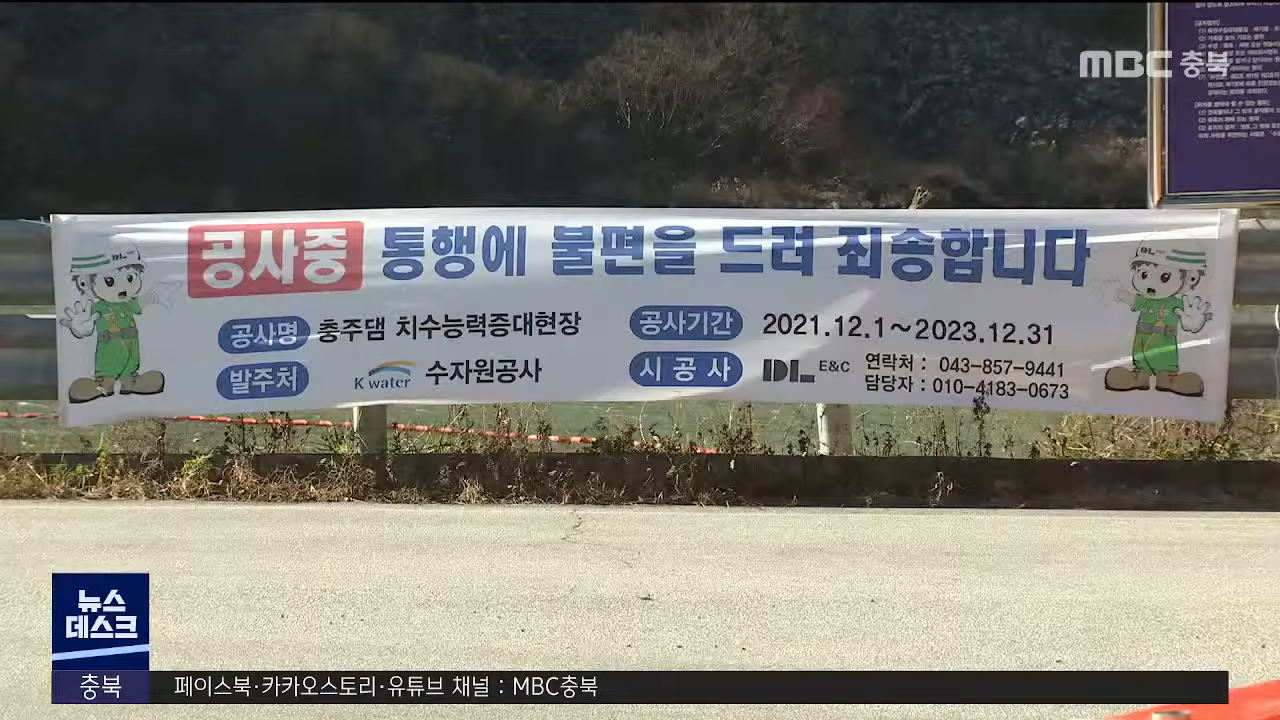 MBC 충북
공사중 통행에 불편을 드려 죄송합니다
공사명 충주댐 치수능력증대현장
공사기간 2021.12.1~2023.12.31
발주처 K water 수자원공사
시공사 DL E&C 연락처 : 043-857-9441
담당자 : 010-4183-0673
뉴스
데스크
충북
페이스북·카카오스토리·유튜브 채널 : MBC충북